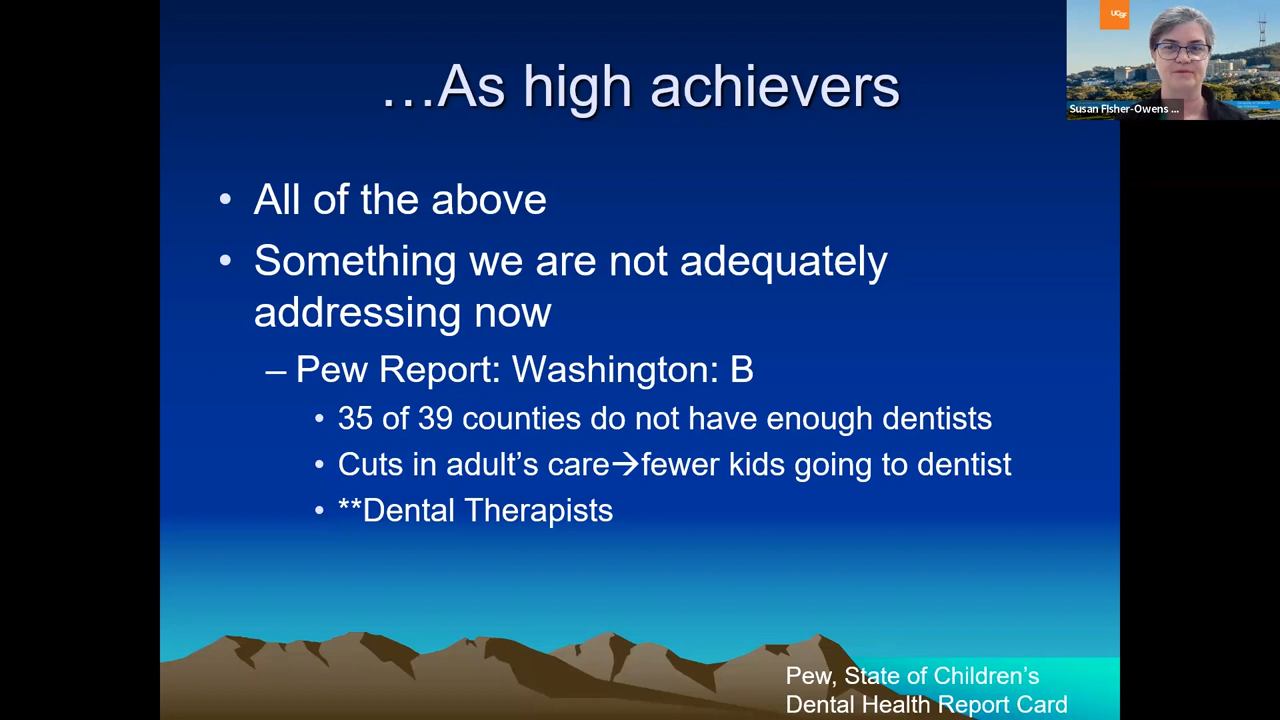 …As high achievers
UCSF
Susan FIsher-Owens ...
• All of the above
• Something we are not adequately
addressing now
– Pew Report: Washington: B
• 35 of 39 counties do not have enough dentists
• Cuts in adult's care→fewer kids going to dentist
• **Dental Therapists
Pew, State of Children's
Dental Health Report Card